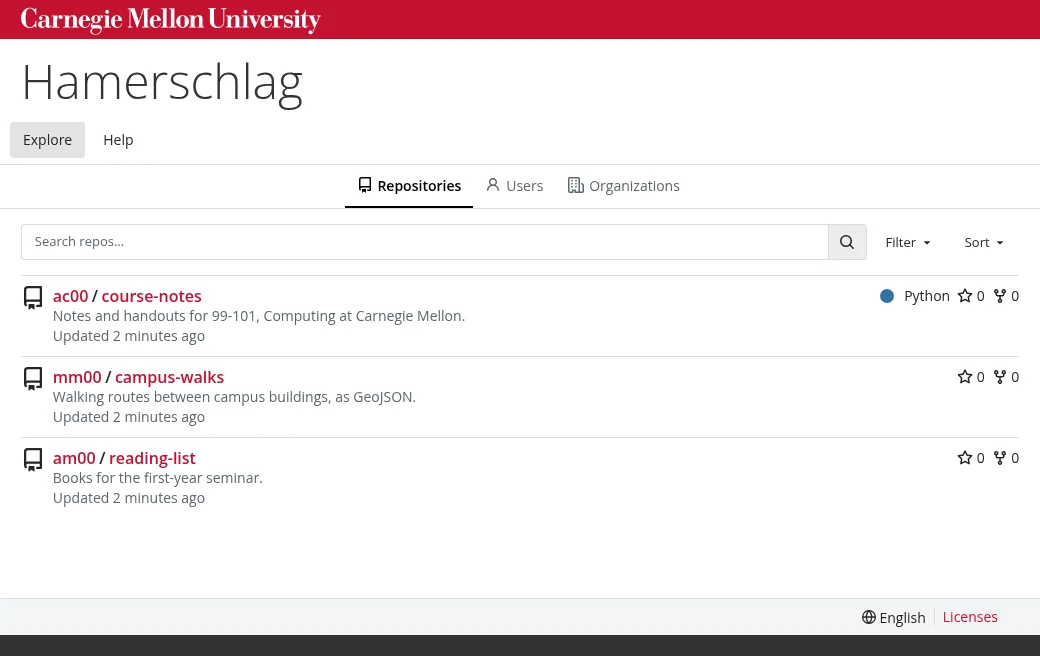 Carnegie Mellon University
Hamerschlag
Explore Help
Repositories Users Organizations
Search repos... Filter Sort
ac00 / course-notes Python 0 0
Notes and handouts for 99-101, Computing at Carnegie Mellon.
Updated 2 minutes ago
mm00 / campus-walks 0 0
Walking routes between campus buildings, as GeoJSON.
Updated 2 minutes ago
am00 / reading-list 0 0
Books for the first-year seminar.
Updated 2 minutes ago
English Licenses